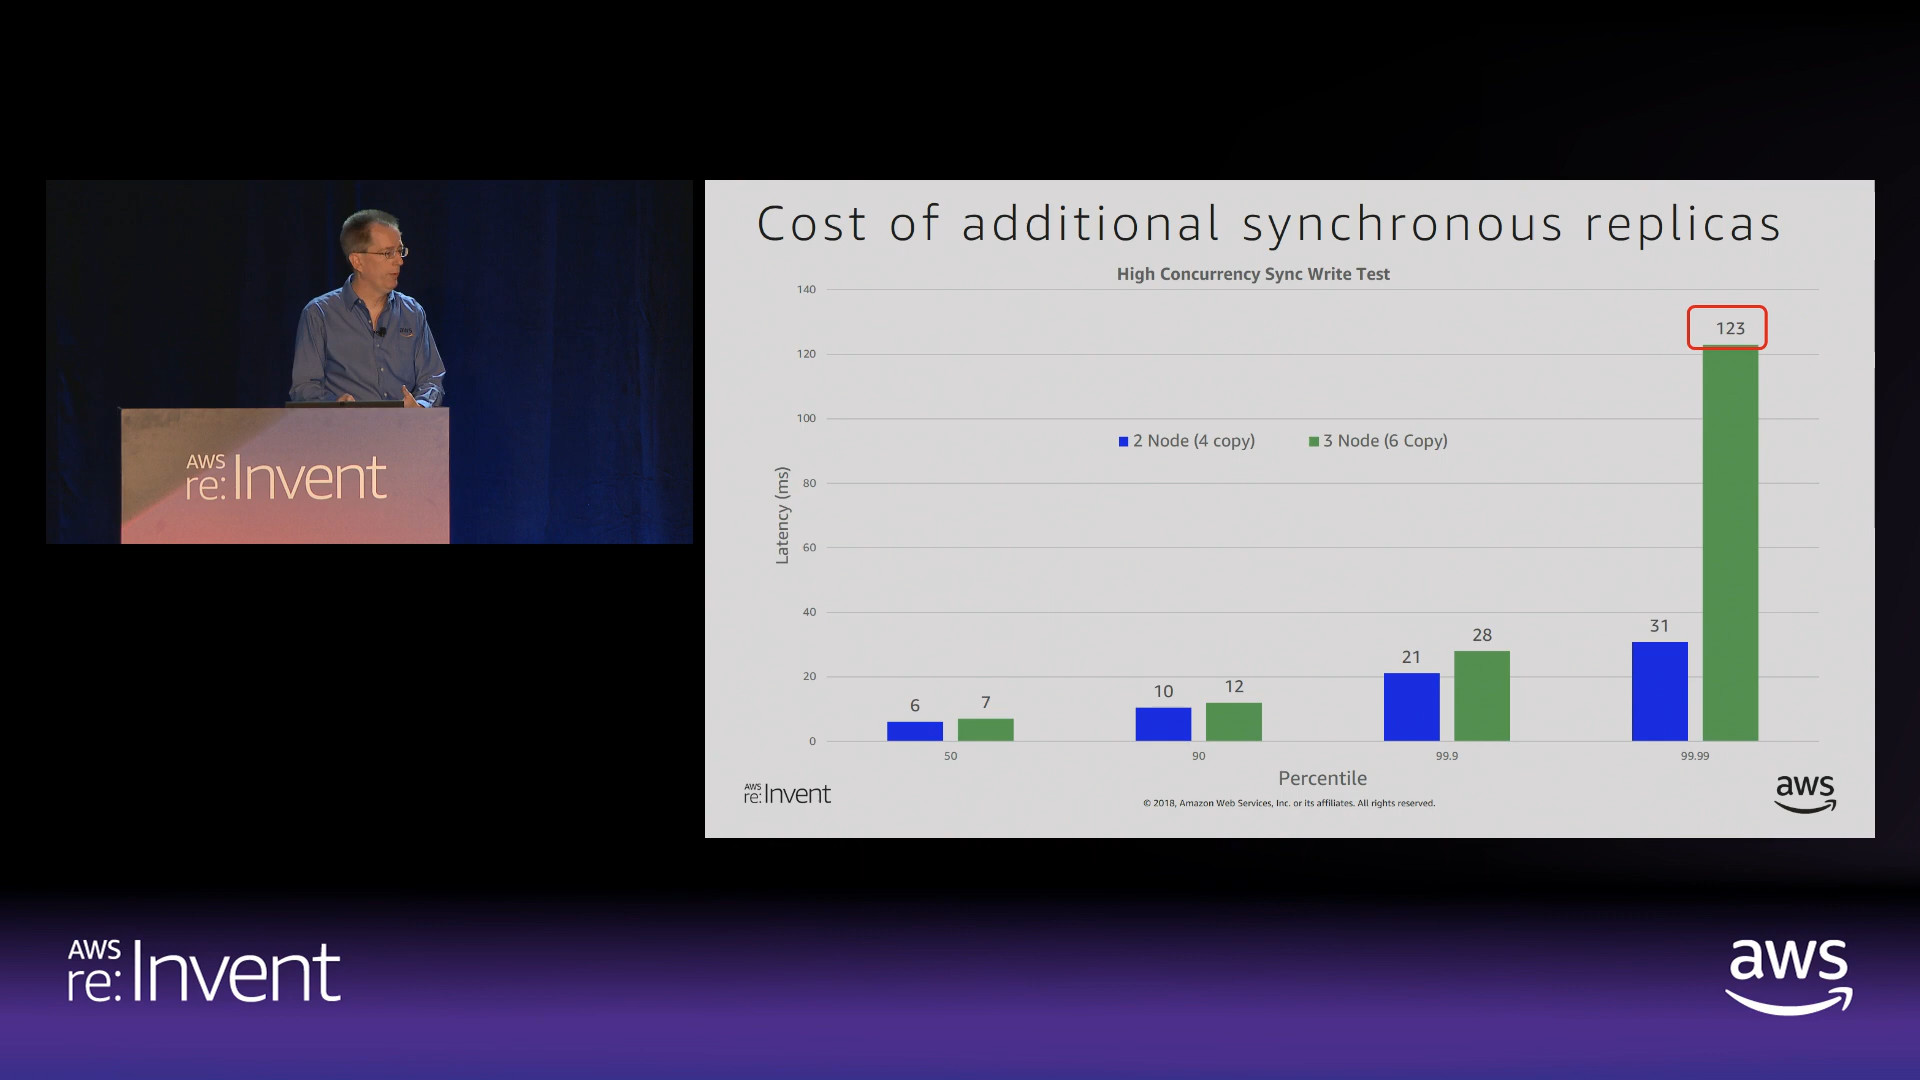 AWS
re:Invent
Cost of additional synchronous replicas
High Concurrency Sync Write Test
140
120
100
80
60
40
20
0
Latency (ms)
2 Node (4 copy)
3 Node (6 Copy)
6
7
10
12
21
28
31
123
50
90
99.9
99.99
Percentile
AWS
re:Invent
© 2018, Amazon Web Services, Inc. or its affiliates. All rights reserved.
aws
AWS
re:Invent
aws